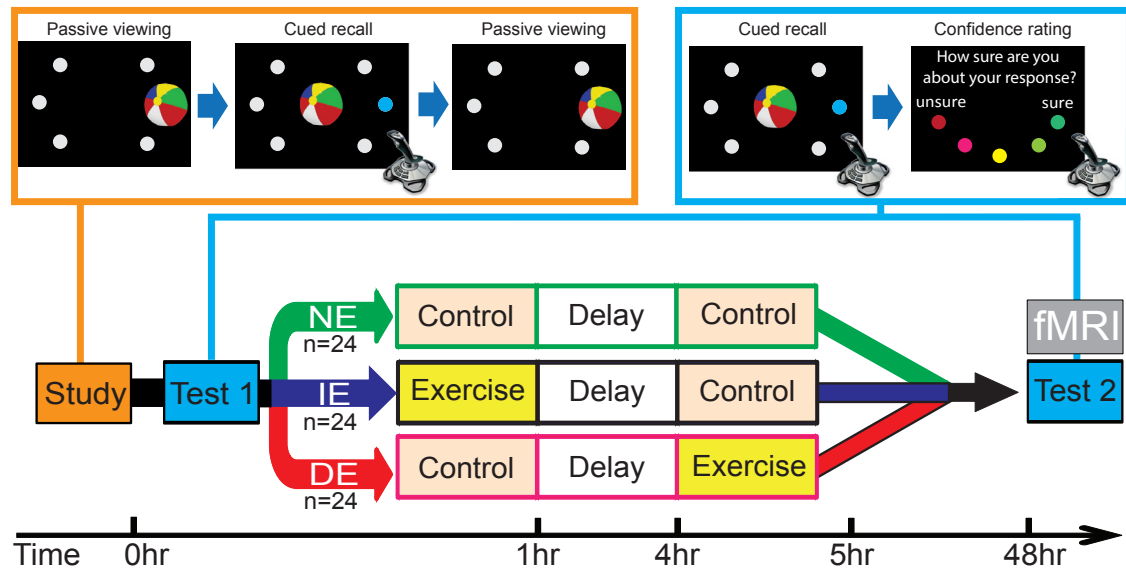 Passive viewing
Cued recall
Passive viewing
Cued recall
Confidence rating
How sure are you
about your response?
unsure
sure
NE
n=24
Control
Delay
Control
fMRI
Study
Test 1
IE
n=24
Exercise
Delay
Control
Test 2
DE
n=24
Control
Delay
Exercise
Time
0hr
1hr
4hr
5hr
48hr